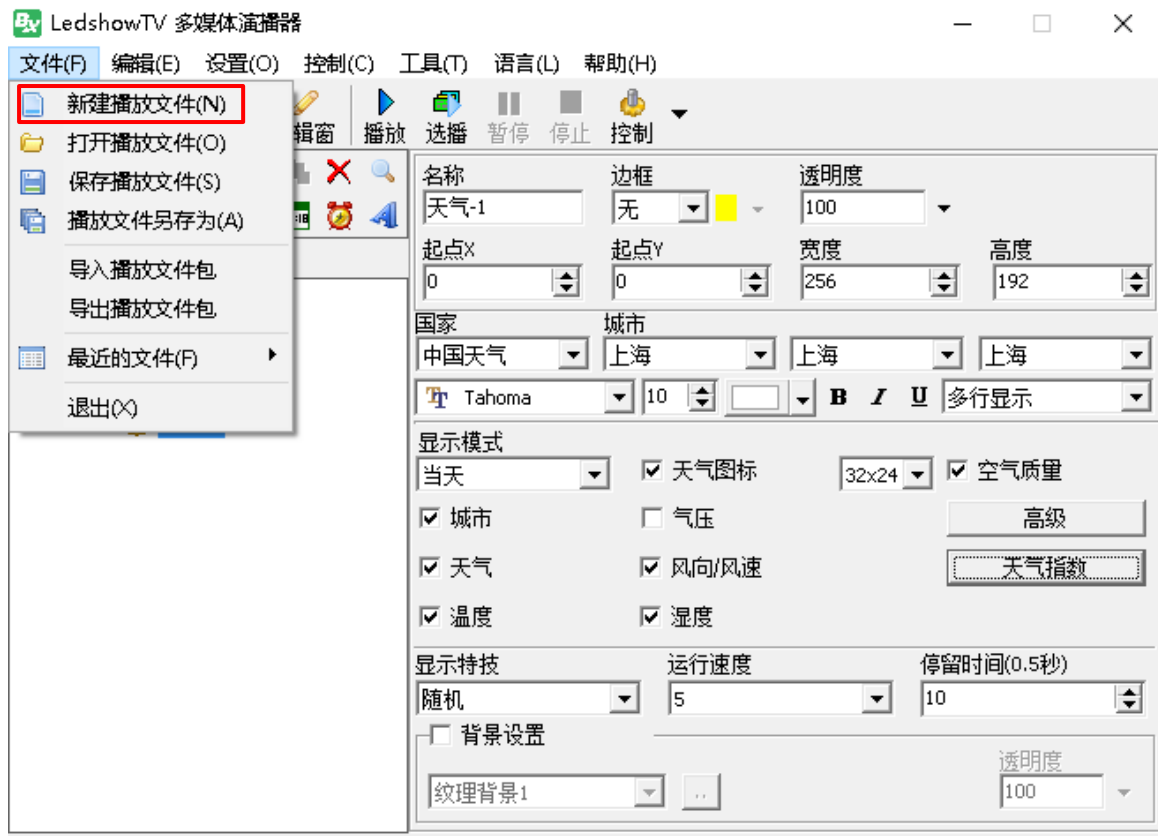 LedshowTV 多媒体演播器
文件(F) 编辑(E) 设置(O) 控制(C) 工具(T) 语言(L) 帮助(H)
新建播放文件(N)
打开播放文件(O)
保存播放文件(S)
播放文件另存为(A)
导入播放文件包
导出播放文件包
最近的文件(F)
退出(X)
辑窗 播放 选播 暂停 停止 控制
名称 边框 透明度
天气-1 无 100
起点X 起点Y 宽度 高度
0 0 256 192
国家 城市
中国天气 上海 上海 上海
Tahoma 10 B I U 多行显示
显示模式
当天 天气图标 32x24 空气质量
城市 气压 高级
天气 风向/风速 天气指数
温度 湿度
显示特技 运行速度 停留时间(0.5秒)
随机 5 10
背景设置
透明度
纹理背景1 .. 100